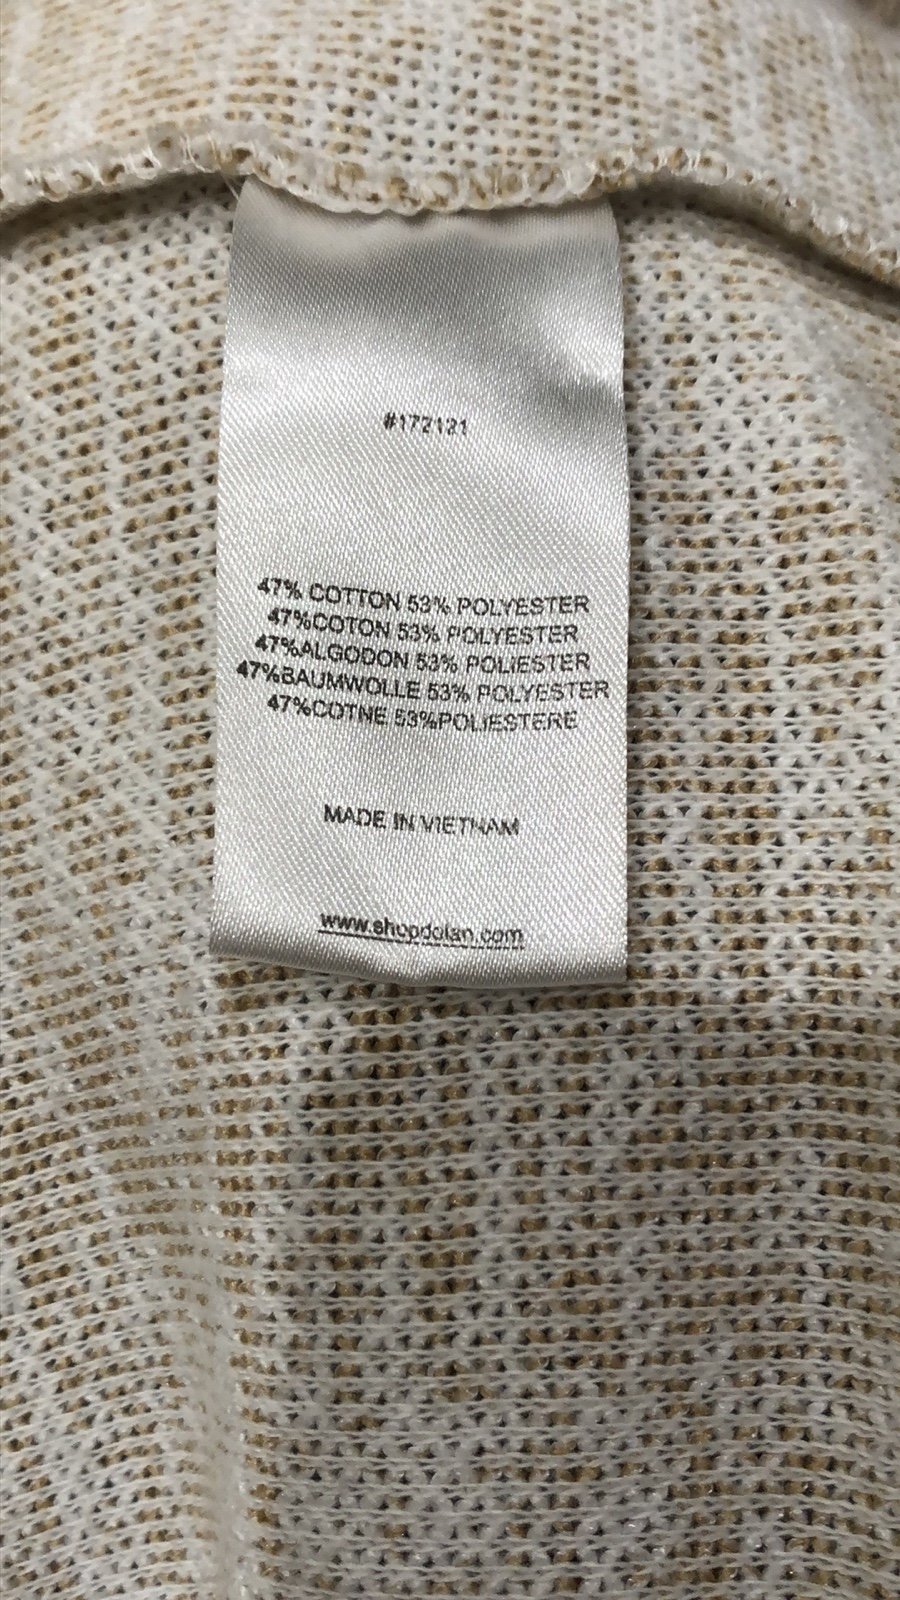 #172121
47% COTTON 53% POLYESTER
47%COTON 53% POLYESTER
47%ALGODON 53% POLIESTER
47%BAUMWOLLE 53% POLYESTER
47%COTNE 53%POLIESTERE
MADE IN VIETNAM
www.shopdolan.com